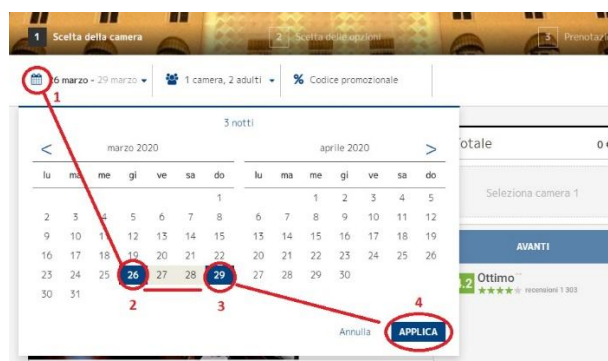 1 Scelta della camera
2 Scelta delle opzioni
3 Prenotazi
26 marzo - 29 marzo
1 camera, 2 adulti
% Codice promozionale
1
3 notti
< marzo 2020 aprile 2020 >
lu ma me gi ve sa do lu ma me gi ve sa do
1 1 2 3 4 5
2 3 4 5 6 7 8 6 7 8 9 10 11 12
9 10 11 12 13 14 15 13 14 15 16 17 18 19
16 17 18 19 20 21 22 20 21 22 23 24 25 26
23 24 25 26 27 28 29 27 28 29 30
30 31
2 3 4
Annulla APPLICA
otale 0
Seleziona camera 1
AVANTI
.2 Ottimo
recensioni 1 303